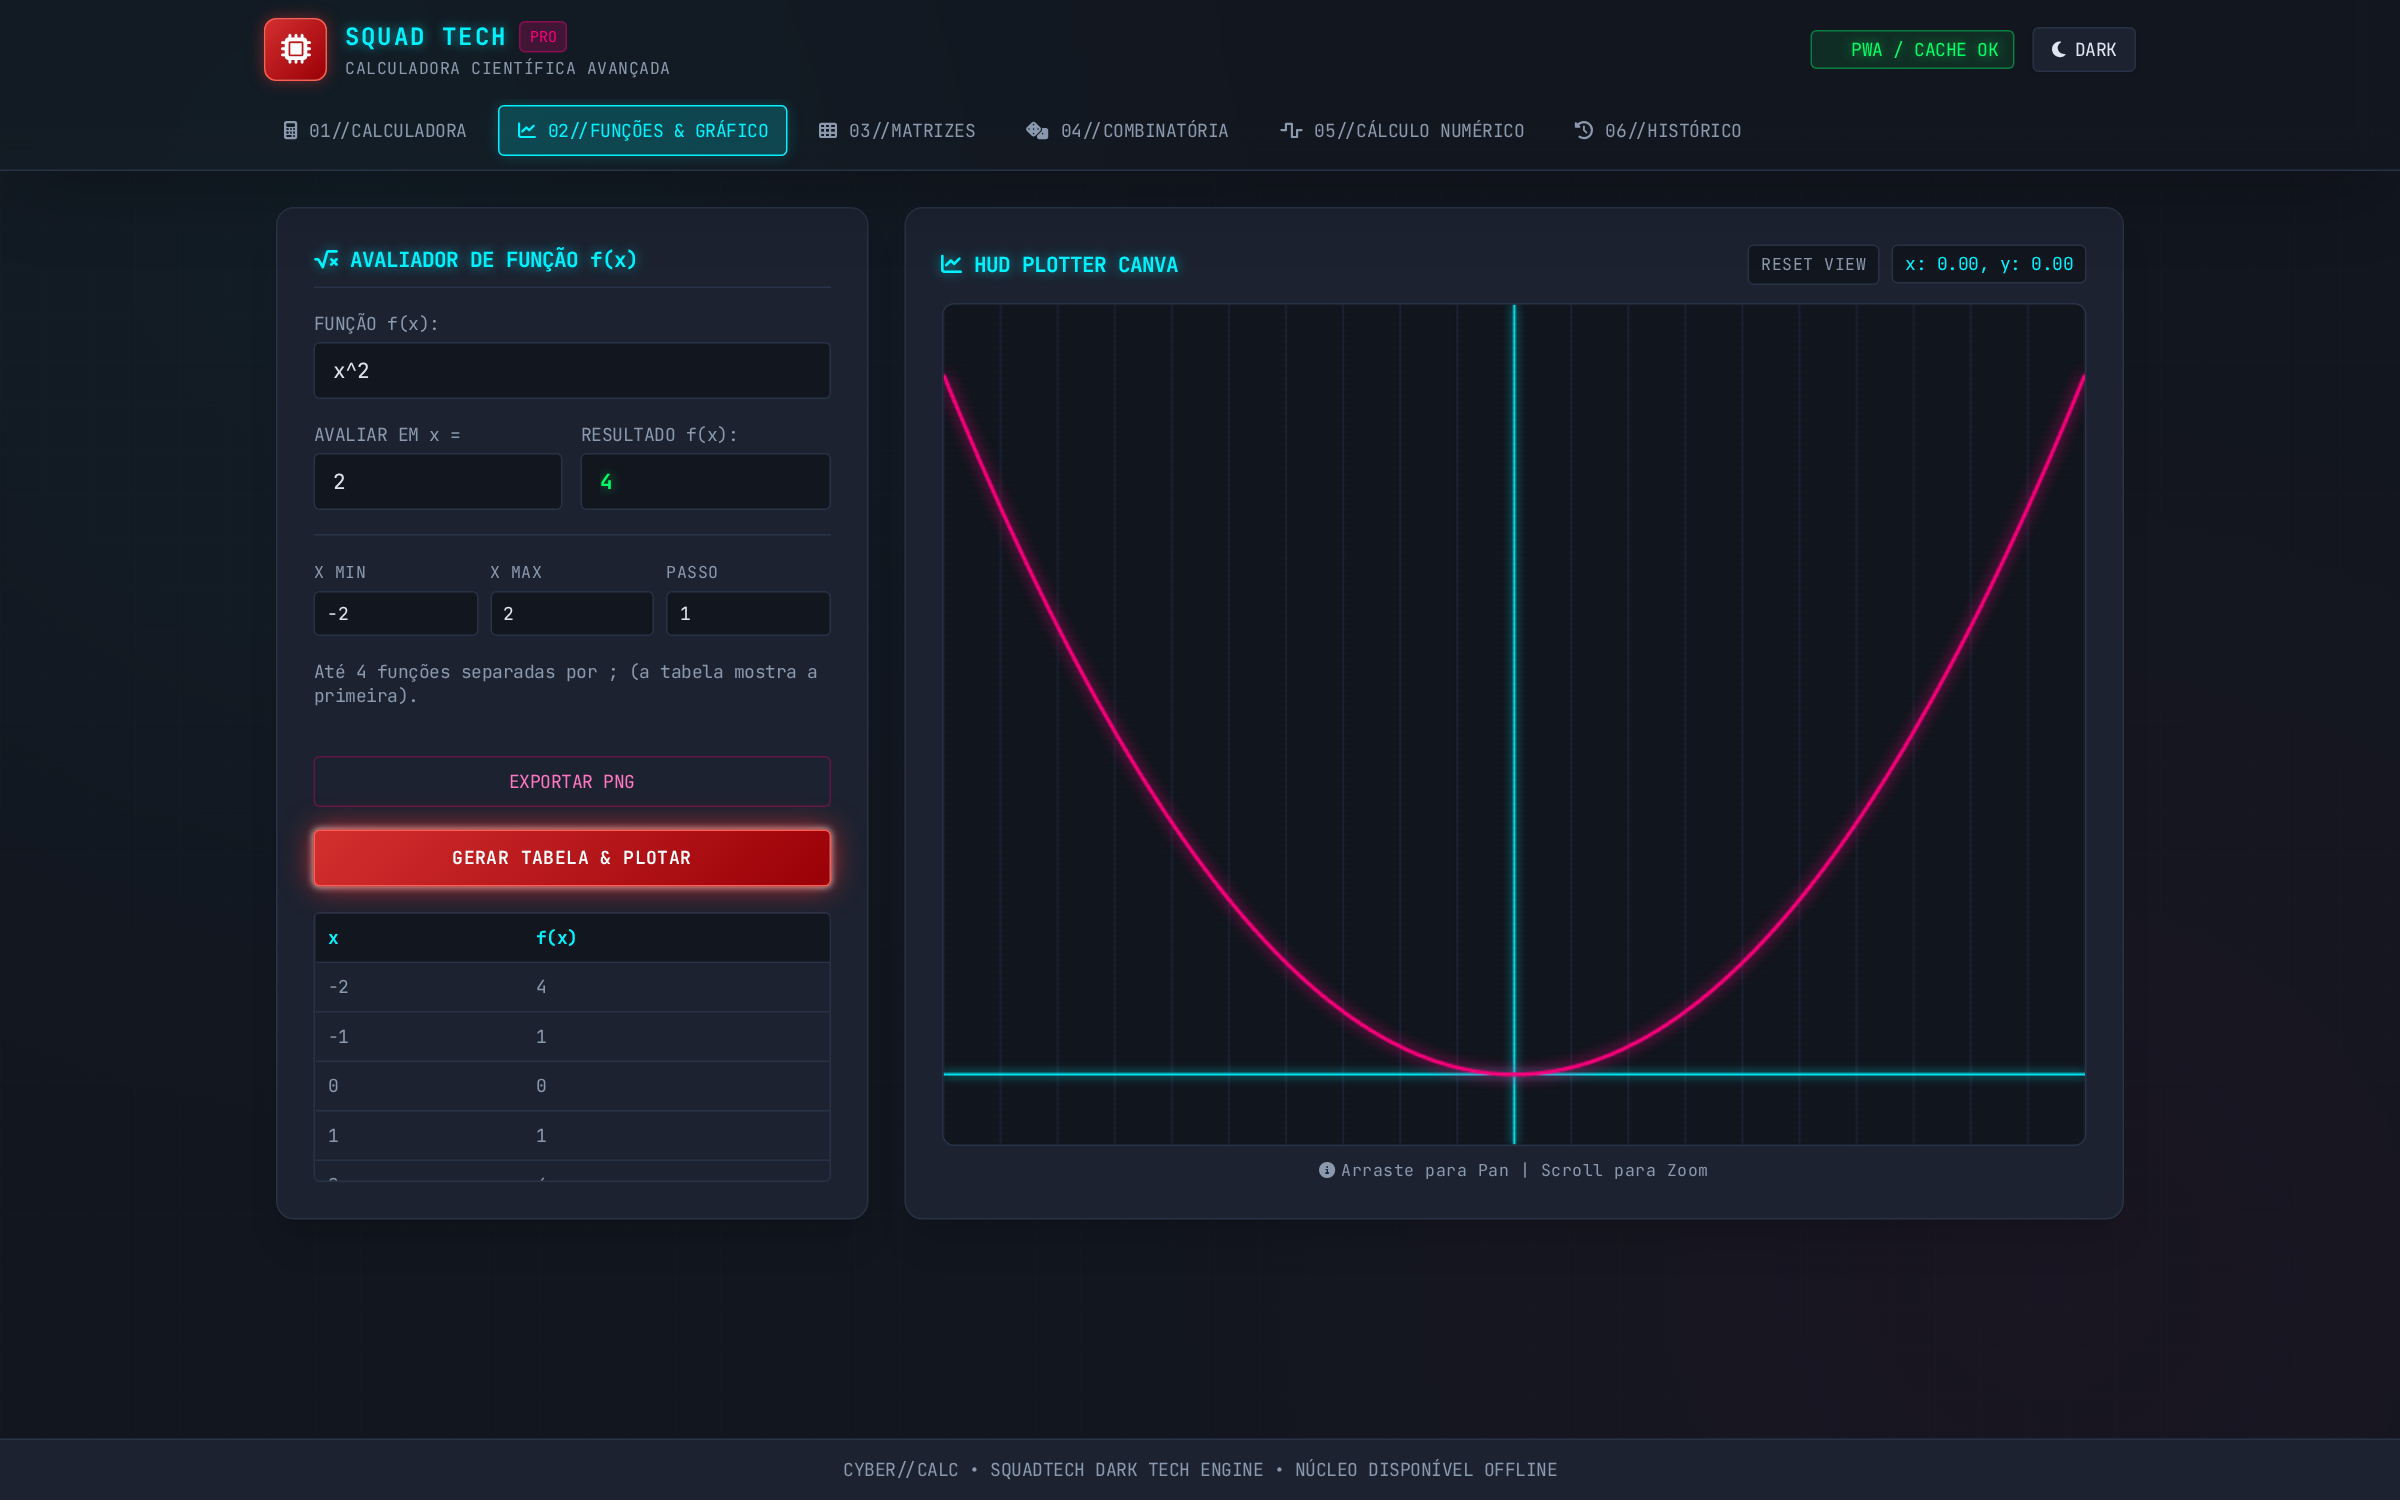 SQUAD TECH PRO
CALCULADORA CIENTÍFICA AVANÇADA
PWA / CACHE OK
DARK
01//CALCULADORA
02//FUNÇÕES & GRÁFICO
03//MATRIZES
04//COMBINATÓRIA
05//CÁLCULO NUMÉRICO
06//HISTÓRICO
AVALIADOR DE FUNÇÃO f(x)
FUNÇÃO f(x):
x^2
AVALIAR EM x =
RESULTADO f(x):
2
4
X MIN
X MAX
PASSO
-2
2
1
Até 4 funções separadas por ; (a tabela mostra a
primeira).
EXPORTAR PNG
GERAR TABELA & PLOTAR
x f(x)
-2 4
-1 1
0 0
1 1
HUD PLOTTER CANVA
RESET VIEW
x: 0.00, y: 0.00
Arraste para Pan | Scroll para Zoom
CYBER//CALC • SQUADTECH DARK TECH ENGINE • NÚCLEO DISPONÍVEL OFFLINE